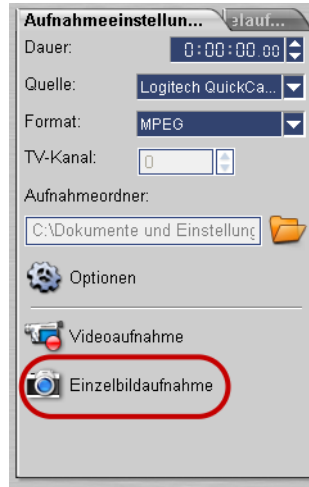 Aufnahmeeinstellun... elauf...
Dauer: 0:00:00.00
Quelle: Logitech QuickCa...
Format: MPEG
TV-Kanal: 0
Aufnahmeordner:
C:\Dokumente und Einstellung
Optionen
Videoaufnahme
Einzelbildaufnahme